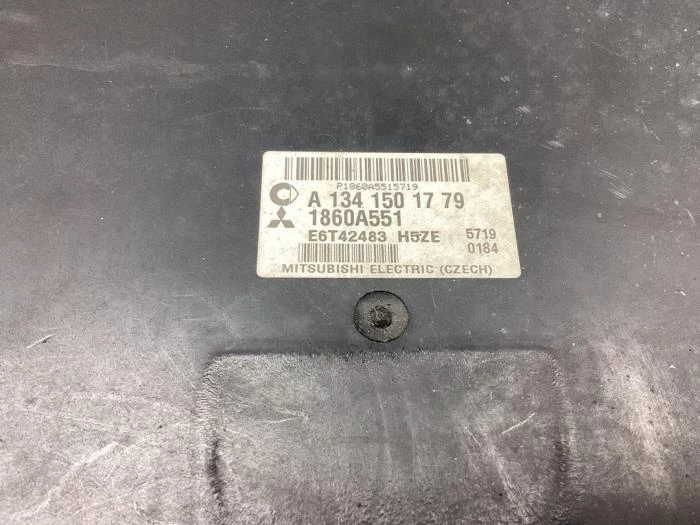 P1860A5515719
A 134 150 17 79
1860A551
E6T42483 H5ZE 5719
0184
MITSUBISHI ELECTRIC (CZECH)